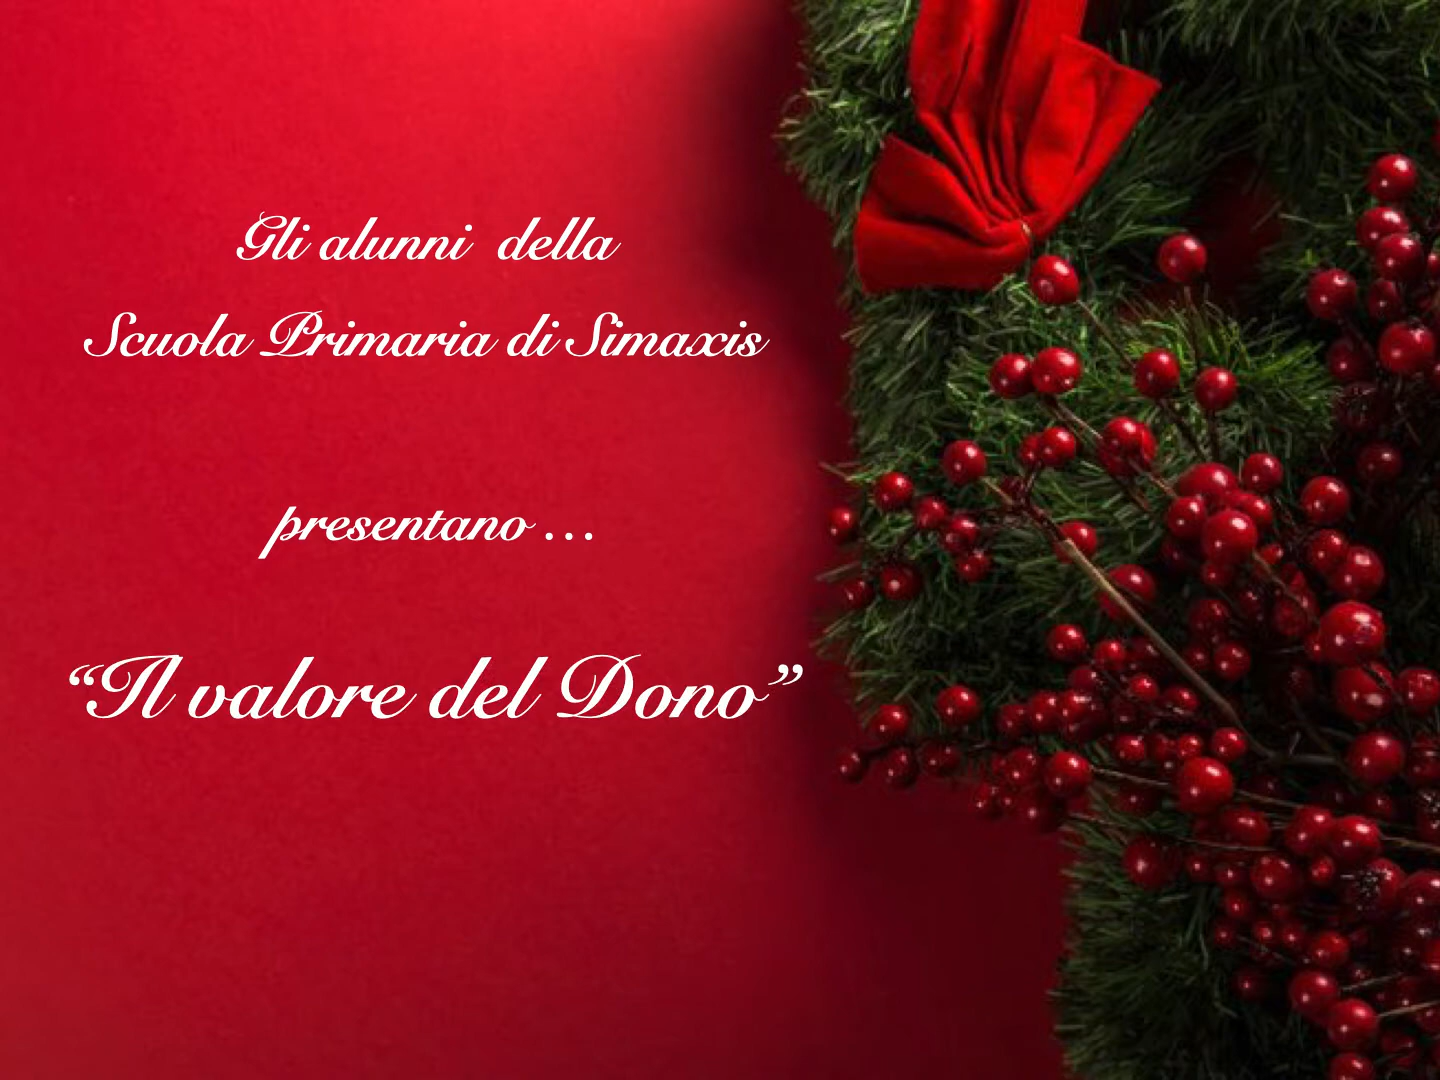 Gli alunni  della
Scuola Primaria di Simaxis
presentano …
“Il valore del Dono”